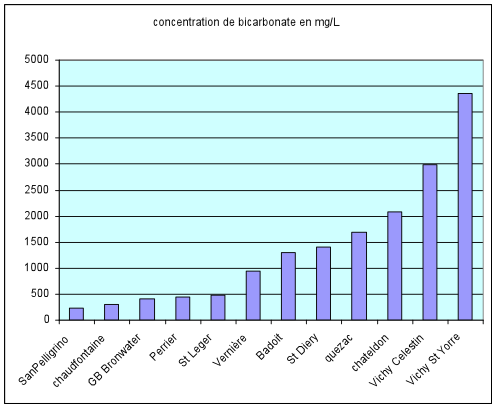 concentration de bicarbonate en mg/L
5000
4500
4000
3500
3000
2500
2000
1500
1000
500
0
SanPelligrino
chaudfontaine
GB Bronwater
Perrier
St Leger
Vernière
Badoit
St Diery
quezac
chateldon
Vichy Celestin
Vichy St Yorre